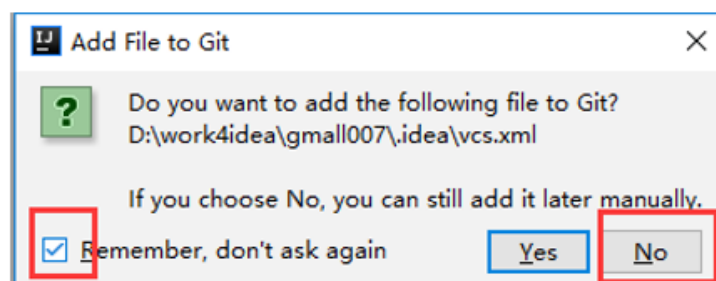 IJ Add File to Git
?
Do you want to add the following file to Git?
D:\work4idea\gmall007\.idea\vcs.xml
If you choose No, you can still add it later manually.
Remember, don't ask again Yes No